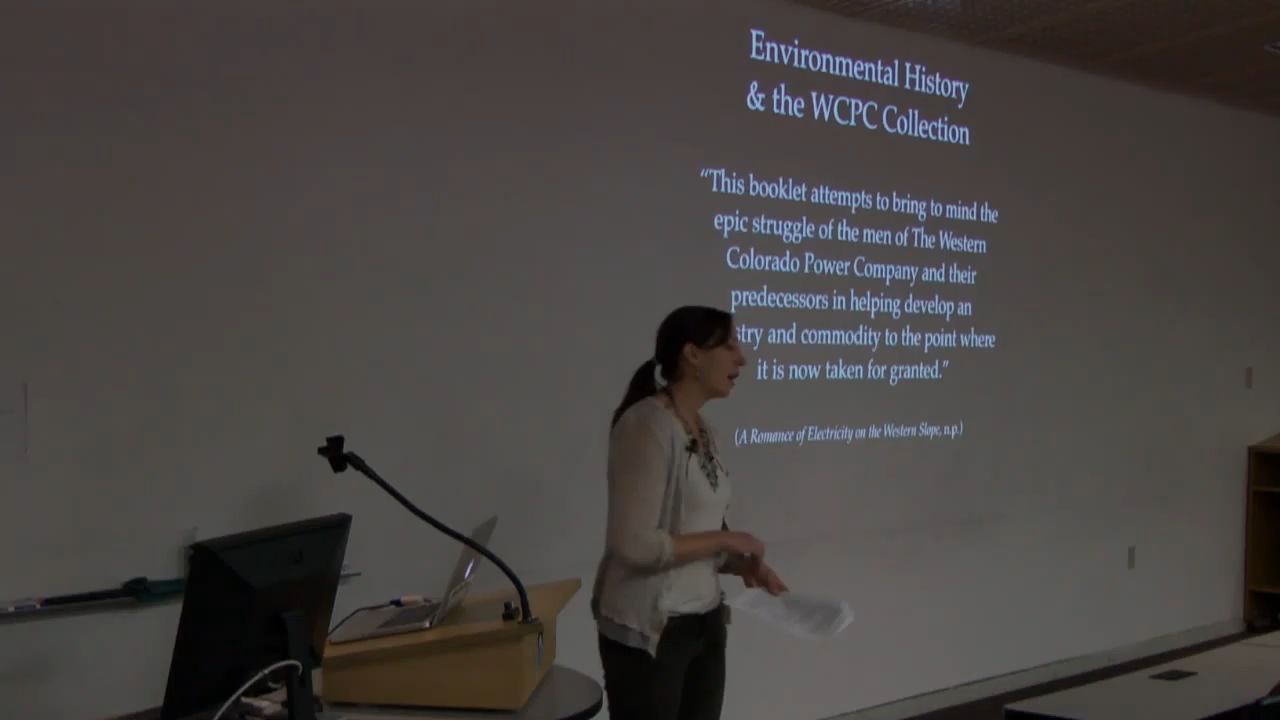 Environmental History
& the WCPC Collection
“This booklet attempts to bring to mind the
epic struggle of the men of The Western
Colorado Power Company and their
predecessors in helping develop an
stry and commodity to the point where
it is now taken for granted.”
(A Romance of Electricity on the Western Slope, n.p.)